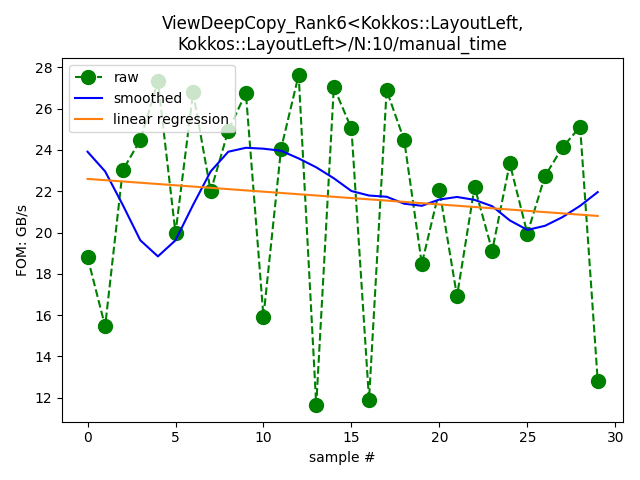 ViewDeepCopy_Rank6<Kokkos::LayoutLeft,
Kokkos::LayoutLeft>/N:10/manual_time
raw
smoothed
linear regression
FOM: GB/s
28
26
24
22
20
18
16
14
12
0
5
10
15
20
25
30
sample #